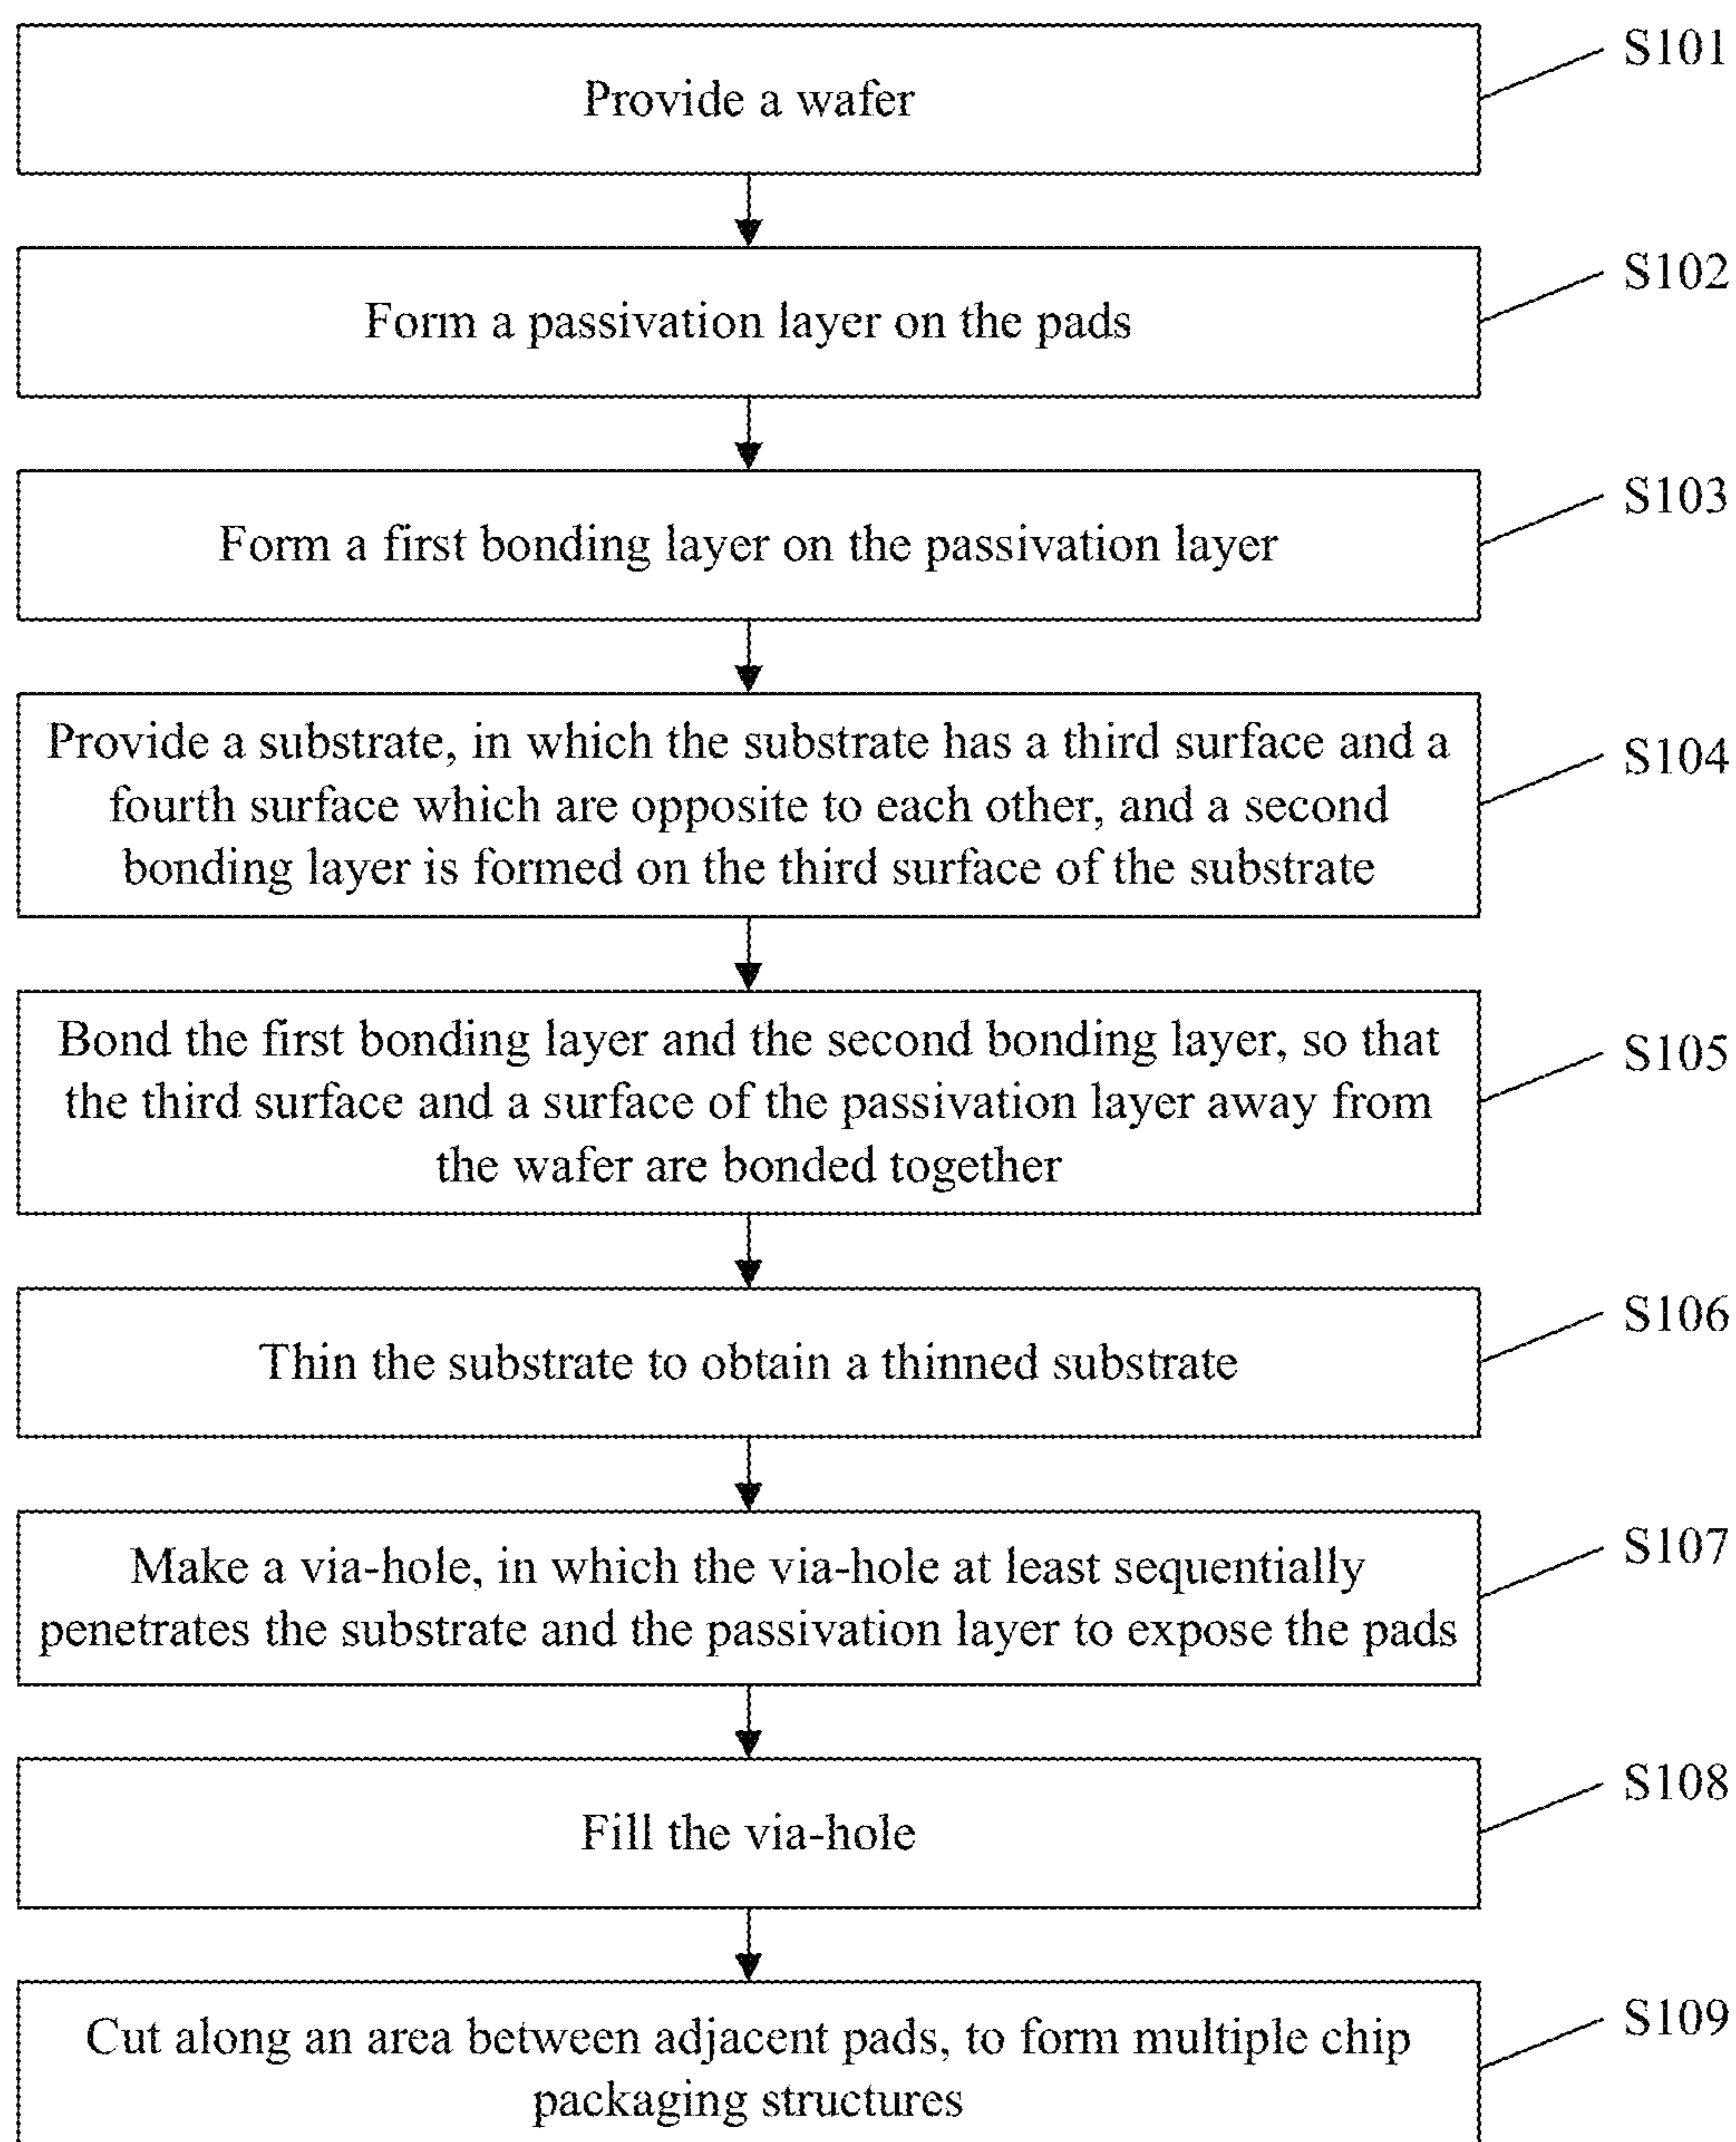 Provide a wafer
S101
Form a passivation layer on the pads
S102
Form a first bonding layer on the passivation layer
S103
Provide a substrate, in which the substrate has a third surface and a
fourth surface which are opposite to each other, and a second
bonding layer is formed on the third surface of the substrate
S104
Bond the first bonding layer and the second bonding layer, so that
the third surface and a surface of the passivation layer away from
the wafer are bonded together
S105
Thin the substrate to obtain a thinned substrate
S106
Make a via-hole, in which the via-hole at least sequentially
penetrates the substrate and the passivation layer to expose the pads
S107
Fill the via-hole
S108
Cut along an area between adjacent pads, to form multiple chip
packaging structures
S109